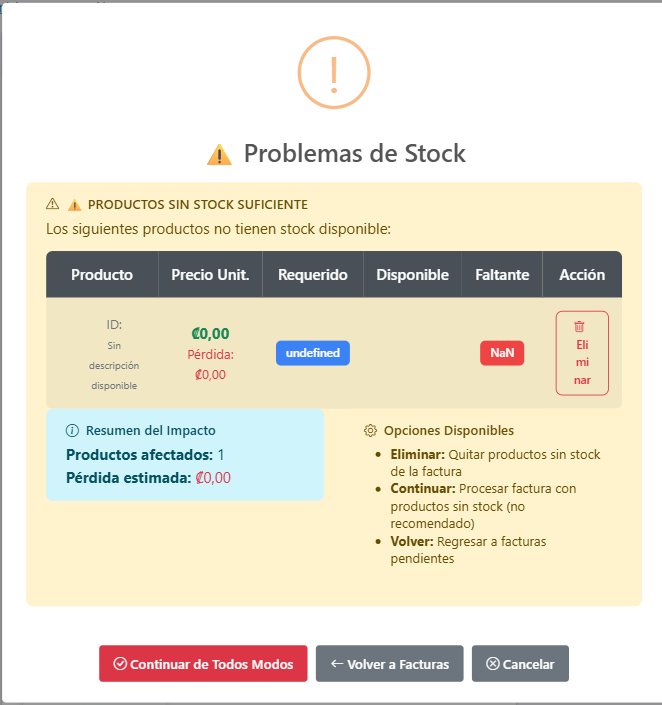 Problemas de Stock
PRODUCTOS SIN STOCK SUFICIENTE
Los siguientes productos no tienen stock disponible:
Producto Precio Unit. Requerido Disponible Faltante Acción
ID:
Sin
descripción
disponible
₡0,00
Pérdida:
₡0,00
undefined
NaN
Eli
mi
nar
Resumen del Impacto
Productos afectados: 1
Pérdida estimada: ₡0,00
Opciones Disponibles
Eliminar: Quitar productos sin stock
de la factura
Continuar: Procesar factura con
productos sin stock (no
recomendado)
Volver: Regresar a facturas
pendientes
Continuar de Todos Modos
Volver a Facturas
Cancelar